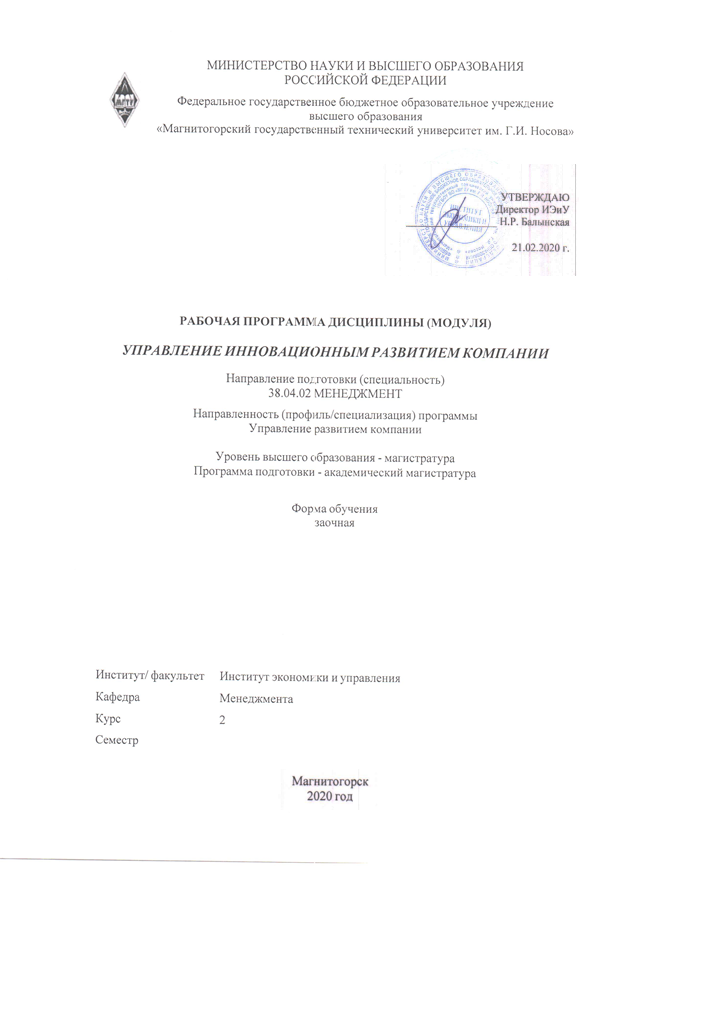 МИНИСТЕРСТВО НАУКИ И ВЫСШЕГО ОБРАЗОВАНИЯ
РОССИЙСКОЙ ФЕДЕРАЦИИ
Федеральное государственное бюджетное образовательное учреждение
высшего образования
«Магнитогорский государственный технический университет им. Г.И. Носова»
УТВЕРЖДАЮ
Директор ИЭиУ
Н.Р. Балынская
21.02.2020 г.
РАБОЧАЯ ПРОГРАММА ДИСЦИПЛИНЫ (МОДУЛЯ)
УПРАВЛЕНИЕ ИННОВАЦИОННЫМ РАЗВИТИЕМ КОМПАНИИ
Направление подготовки (специальность)
38.04.02 МЕНЕДЖМЕНТ
Направленность (профиль/специализация) программы
Управление развитием компании
Уровень высшего образования - магистратура
Программа подготовки - академический магистратура
Форма обучения
заочная
Институт/ факультет Институт экономики и управления
Кафедра Менеджмента
Курс 2
Семестр
Магнитогорск
2020 год